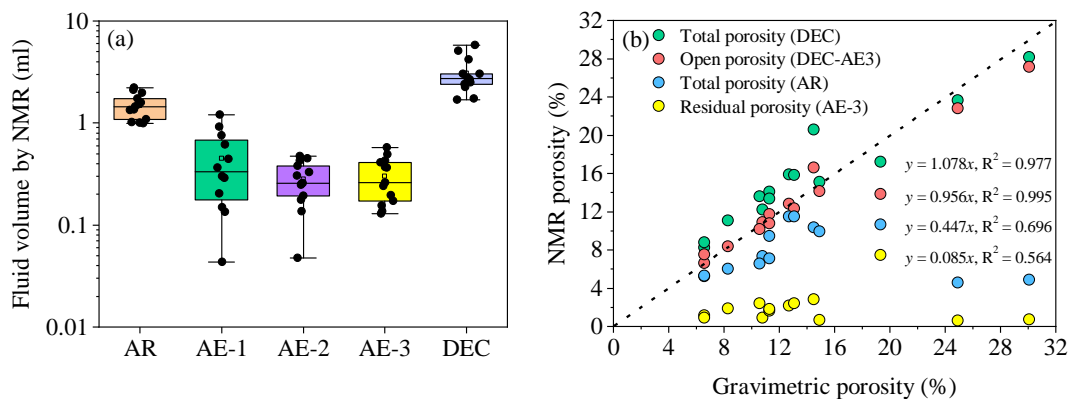 (a)
Fluid volume by NMR (ml)
10
1
0.1
0.01
AR
AE-1
AE-2
AE-3
DEC
(b)
NMR porosity (%)
32
28
24
20
16
12
8
4
0
Total porosity (DEC)
Open porosity (DEC-AE3)
Total porosity (AR)
Residual porosity (AE-3)
y = 1.078x, R² = 0.977
y = 0.956x, R² = 0.995
y = 0.447x, R² = 0.696
y = 0.085x, R² = 0.564
0 4 8 12 16 20 24 28 32
Gravimetric porosity (%)